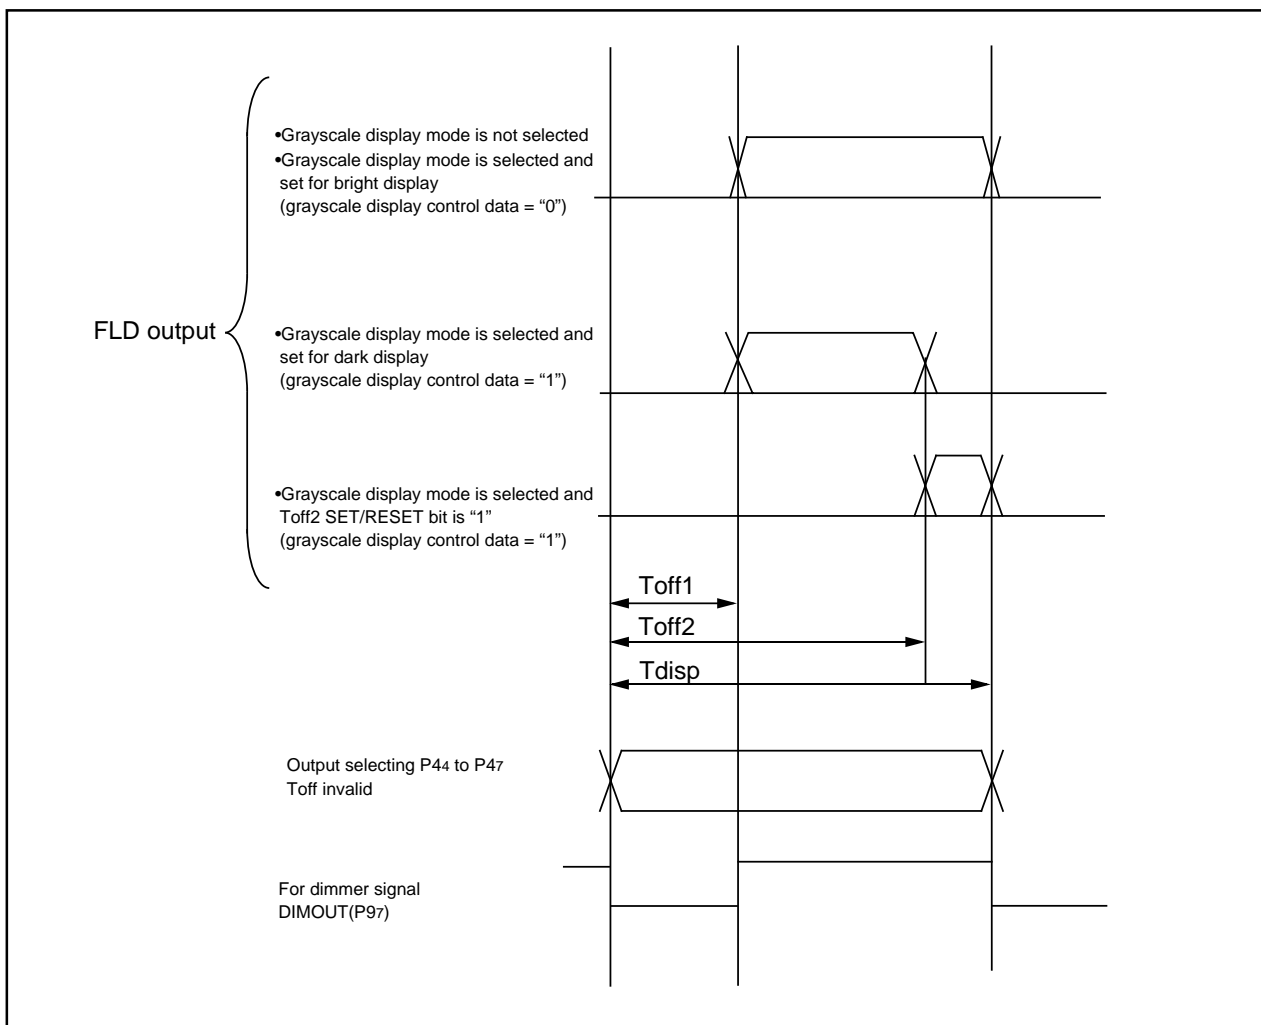 •Grayscale display mode is not selected
•Grayscale display mode is selected and
set for bright display
(grayscale display control data = “0”)
FLD output
•Grayscale display mode is selected and
set for dark display
(grayscale display control data = “1”)
•Grayscale display mode is selected and
Toff2 SET/RESET bit is “1”
(grayscale display control data = “1”)
Toff1
Toff2
Tdisp
Output selecting P44 to P47
Toff invalid
For dimmer signal
DIMOUT(P97)